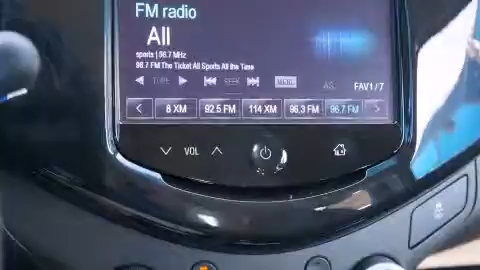 FM radio
All
sports | 96.7 MHz
96.7 FM The Ticket All Sports All the Time
TUNE SEEK MENU AS FAV1/7
8 XM 92.5 FM 114 XM 96.3 FM 96.7 FM
VOL